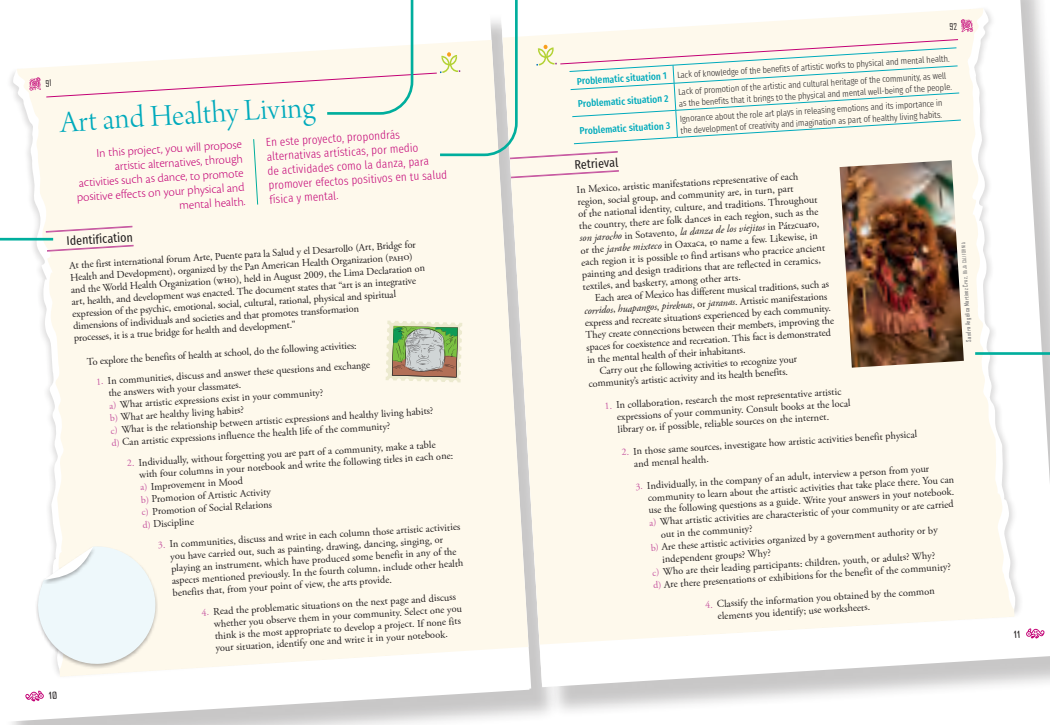 91
Art and Healthy Living
In this project, you will propose
artistic alternatives, through
activities such as dance, to promote
positive effects on your physical and
mental health.
En este proyecto, propondrás
alternativas artísticas, por medio
de actividades como la danza, para
promover efectos positivos en tu salud
física y mental.
Identification
At the first international forum Arte, Puente para la Salud y el Desarrollo (Art, Bridge for
Health and Development), organized by the Pan American Health Organization (PAHO)
and the World Health Organization (WHO), held in August 2009, the Lima Declaration on
art, health, and development was enacted. The document states that “art is an integrative
expression of the psychic, emotional, social, cultural, rational, physical and spiritual
dimensions of individuals and societies and that promotes transformation
processes, it is a true bridge for health and development.”
To explore the benefits of health at school, do the following activities:
1. In communities, discuss and answer these questions and exchange
the answers with your classmates.
a) What artistic expressions exist in your community?
b) What are healthy living habits?
c) What is the relationship between artistic expressions and healthy living habits?
d) Can artistic expressions influence the health life of the community?
2. Individually, without forgetting you are part of a community, make a table
with four columns in your notebook and write the following titles in each one:
a) Improvement in Mood
b) Promotion of Artistic Activity
c) Promotion of Social Relations
d) Discipline
3. In communities, discuss and write in each column those artistic activities
you have carried out, such as painting, drawing, dancing, singing, or
playing an instrument, which have produced some benefit in any of the
aspects mentioned previously. In the fourth column, include other health
benefits that, from your point of view, the arts provide.
4. Read the problematic situations on the next page and discuss
whether you observe them in your community. Select one you
think is the most appropriate to develop a project. If none fits
your situation, identify one and write it in your notebook.
10
92
Problematic situation 1 Lack of knowledge of the benefits of artistic works to physical and mental health.
Problematic situation 2 Lack of promotion of the artistic and cultural heritage of the community, as well
as the benefits that it brings to the physical and mental well-being of the people.
Problematic situation 3 Ignorance about the role art plays in releasing emotions and its importance in
the development of creativity and imagination as part of healthy living habits.
Retrieval
In Mexico, artistic manifestations representative of each
region, social group, and community are, in turn, part
of the national identity, culture, and traditions. Throughout
the country, there are folk dances in each region, such as the
son jarocho in Sotavento, la danza de los viejitos in Pátzcuaro,
or the jarabe mixteco in Oaxaca, to name a few. Likewise, in
each region it is possible to find artisans who practice ancient
painting and design traditions that are reflected in ceramics,
textiles, and basketry, among other arts.
Each area of Mexico has different musical traditions, such as
corridos, huapangos, pirekuas, or jaranas. Artistic manifestations
express and recreate situations experienced by each community.
They create connections between their members, improving the
spaces for coexistence and recreation. This fact is demonstrated
in the mental health of their inhabitants.
Carry out the following activities to recognize your
community's artistic activity and its health benefits.
1. In collaboration, research the most representative artistic
expressions of your community. Consult books at the local
library or, if possible, reliable sources on the internet.
2. In those same sources, investigate how artistic activities benefit physical
and mental health.
3. Individually, in the company of an adult, interview a person from your
community to learn about the artistic activities that take place there. You can
use the following questions as a guide. Write your answers in your notebook.
a) What artistic activities are characteristic of your community or are carried
out in the community?
b) Are these artistic activities organized by a government authority or by
independent groups? Why?
c) Who are their leading participants: children, youth, or adults? Why?
d) Are there presentations or exhibitions for the benefit of the community?
4. Classify the information you obtained by the common
elements you identify; use worksheets.
11